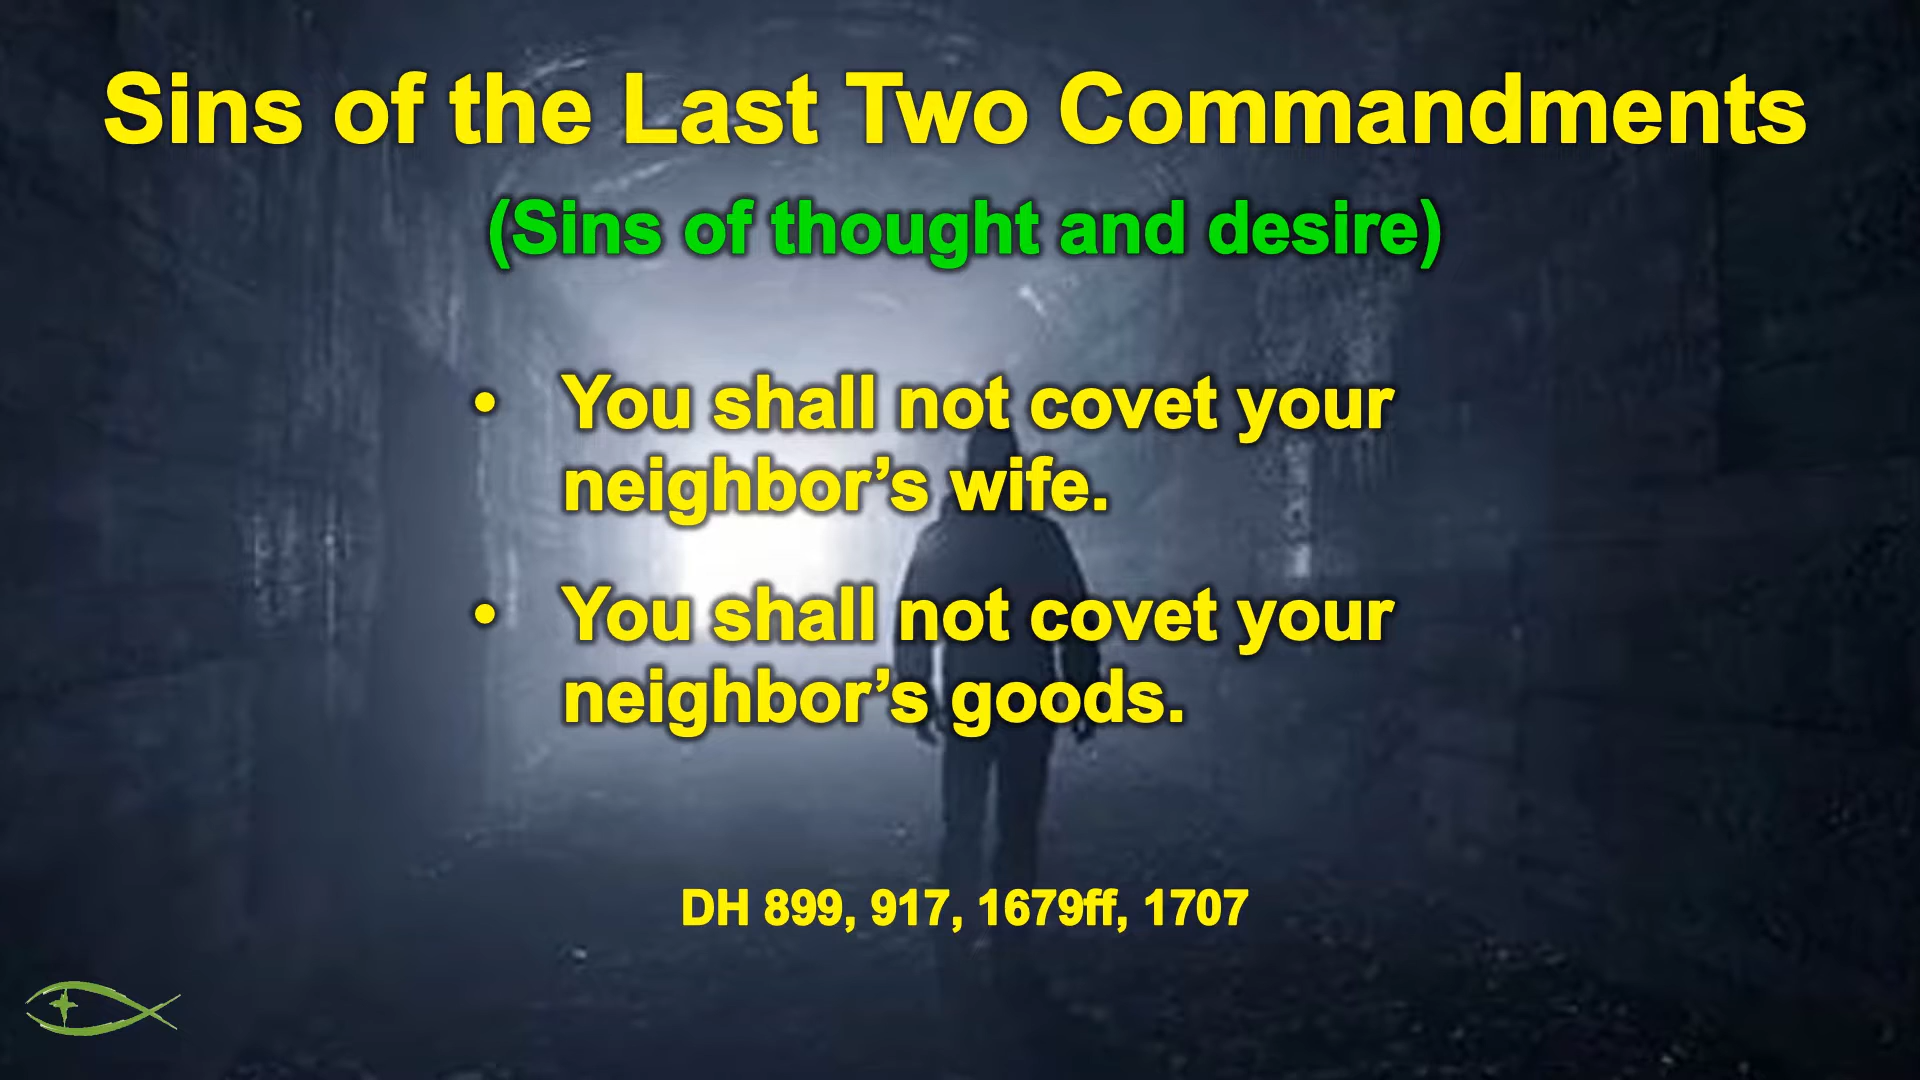 Sins of the Last Two Commandments
(Sins of thought and desire)
• You shall not covet your
neighbor’s wife.
• You shall not covet your
neighbor’s goods.
DH 899, 917, 1679ff, 1707